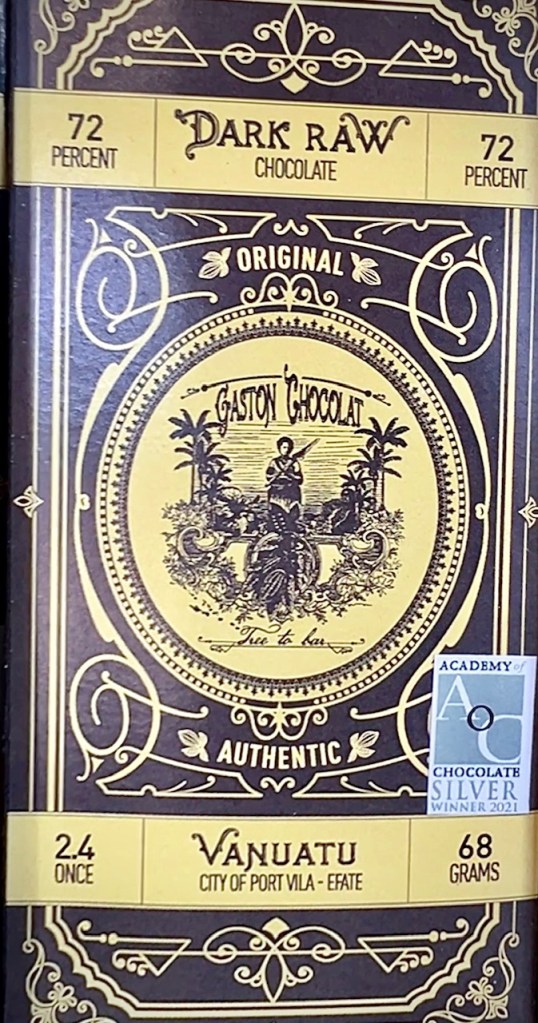 72
PERCENT
DARK RAW
CHOCOLATE
72
PERCENT
ORIGINAL
GASTON CHOCOLAT
Tree to bar
AUTHENTIC
ACADEMY of
AOC
CHOCOLATE
SILVER
WINNER 2021
2.4
ONCE
VANUATU
CITY OF PORT VILA - EFATE
68
GRAMS